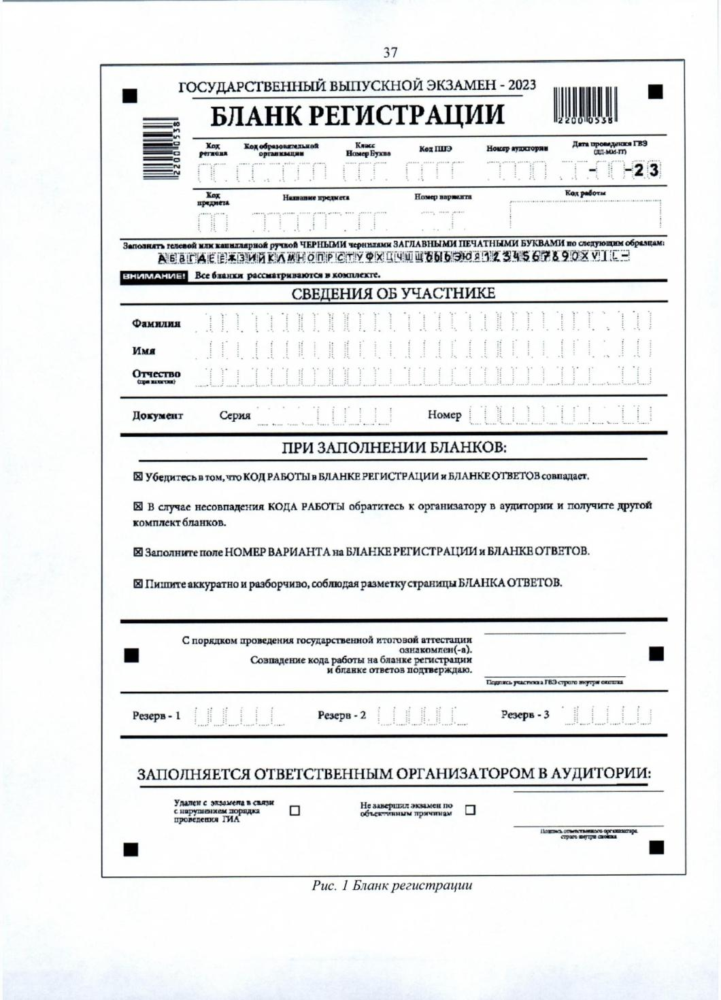 37
ГОСУДАРСТВЕННЫЙ ВЫПУСКНОЙ ЭКЗАМЕН - 2023
БЛАНК РЕГИСТРАЦИИ
2200538
22000538
Код региона
Код образовательной организации
Класс Номер Буква
Код ППЭ
Номер аудитории
Дата проведения ГВЭ (ДД-ММ-ГГ)
- -23
Код предмета
Название предмета
Номер варианта
Код работы
Заполнять гелевой или капиллярной ручкой ЧЕРНЫМИ чернилами ЗАГЛАВНЫМИ ПЕЧАТНЫМИ БУКВАМИ по следующим образцам:
АБВГДЕЁЖЗИЙКЛМНОПРСТУФХЦЧШЩЪЫЬЭЮЯ1234567890XVILC-
ВНИМАНИЕ! Все бланки рассматриваются в комплекте.
СВЕДЕНИЯ ОБ УЧАСТНИКЕ
Фамилия
Имя
Отчество
(при наличии)
Документ Серия Номер
ПРИ ЗАПОЛНЕНИИ БЛАНКОВ:
☒ Убедитесь в том, что КОД РАБОТЫ в БЛАНКЕ РЕГИСТРАЦИИ и БЛАНКЕ ОТВЕТОВ совпадает.
☒ В случае несовпадения КОДА РАБОТЫ обратитесь к организатору в аудитории и получите другой
комплект бланков.
☒ Заполните поле НОМЕР ВАРИАНТА на БЛАНКЕ РЕГИСТРАЦИИ и БЛАНКЕ ОТВЕТОВ.
☒ Пишите аккуратно и разборчиво, соблюдая разметку страницы БЛАНКА ОТВЕТОВ.
С порядком проведения государственной итоговой аттестации
ознакомлен(-а).
Совпадение кода работы на бланке регистрации
и бланке ответов подтверждаю.
Подпись участника ГВЭ строго внутри окошка
Резерв - 1 Резерв - 2 Резерв - 3
ЗАПОЛНЯЕТСЯ ОТВЕТСТВЕННЫМ ОРГАНИЗАТОРОМ В АУДИТОРИИ:
Удален с экзамена в связи
с нарушением порядка
проведения ГИА
Не завершил экзамен по
объективным причинам
Подпись ответственного организатора
строго внутри окошка
Рис. 1 Бланк регистрации